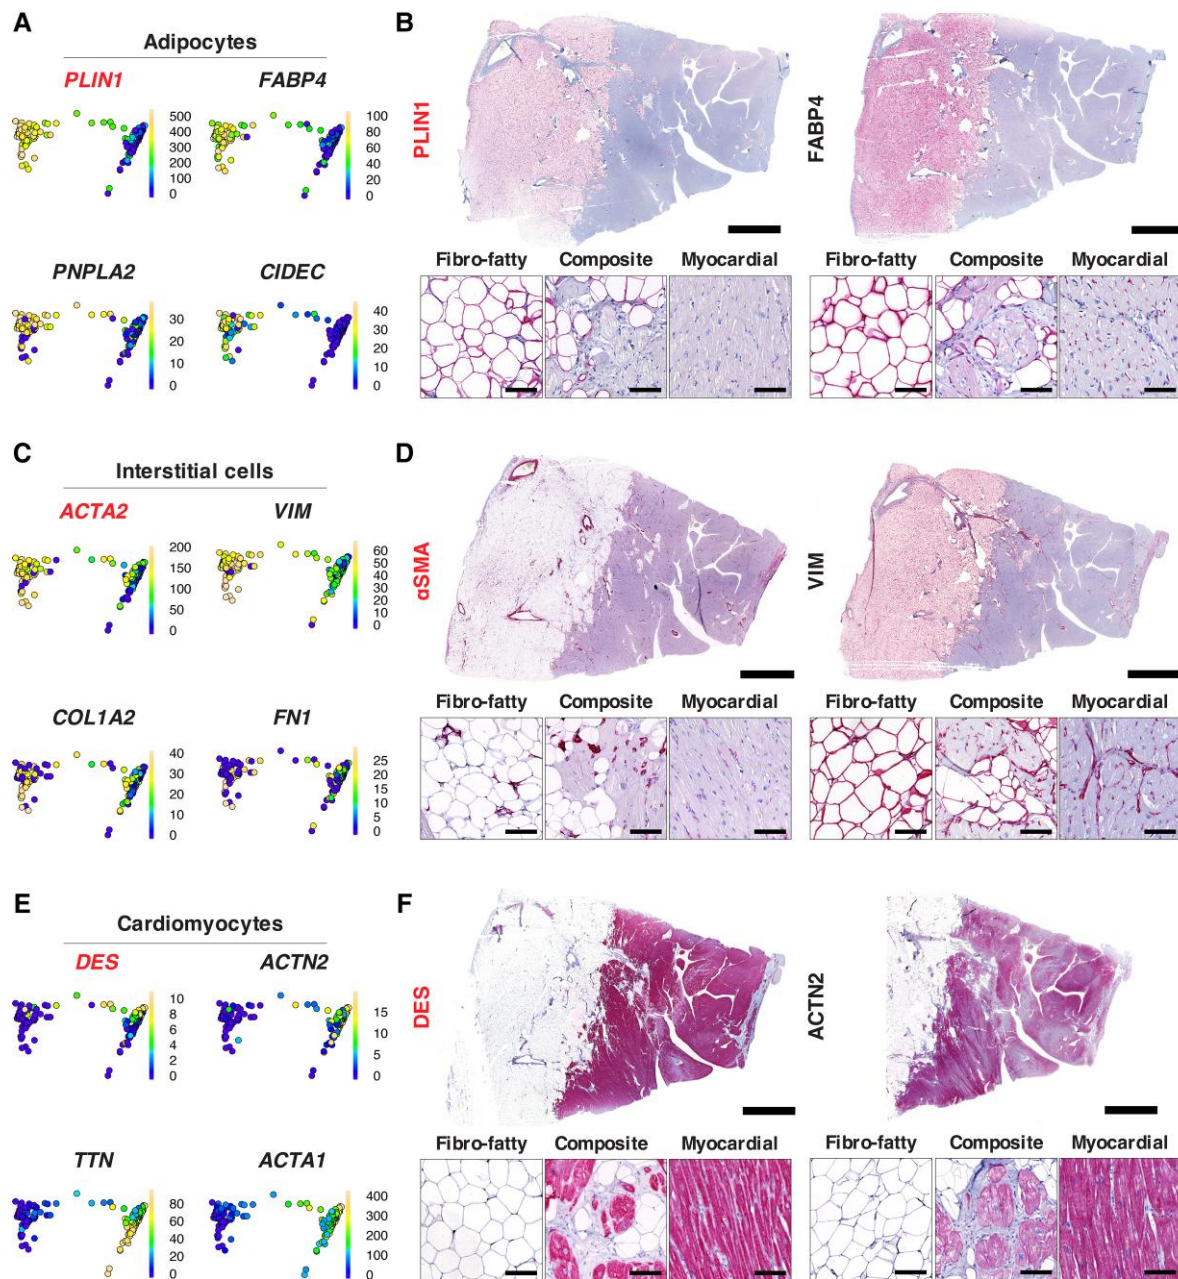 A
Adipocytes
PLIN1 FABP4
500
400
300
200
100
0
100
80
60
40
20
0
PNPLA2 CIDEC
30
20
10
0
40
30
20
10
0
B
PLIN1
FABP4
Fibro-fatty Composite Myocardial
Fibro-fatty Composite Myocardial
C
Interstitial cells
ACTA2 VIM
200
150
100
50
0
60
50
40
30
20
10
0
COL1A2 FN1
40
30
20
10
0
25
20
15
10
5
0
D
αSMA
VIM
Fibro-fatty Composite Myocardial
Fibro-fatty Composite Myocardial
E
Cardiomyocytes
DES ACTN2
10
8
6
4
2
0
15
10
5
0
TTN ACTA1
80
60
40
20
0
400
300
200
100
0
F
DES
ACTN2
Fibro-fatty Composite Myocardial
Fibro-fatty Composite Myocardial